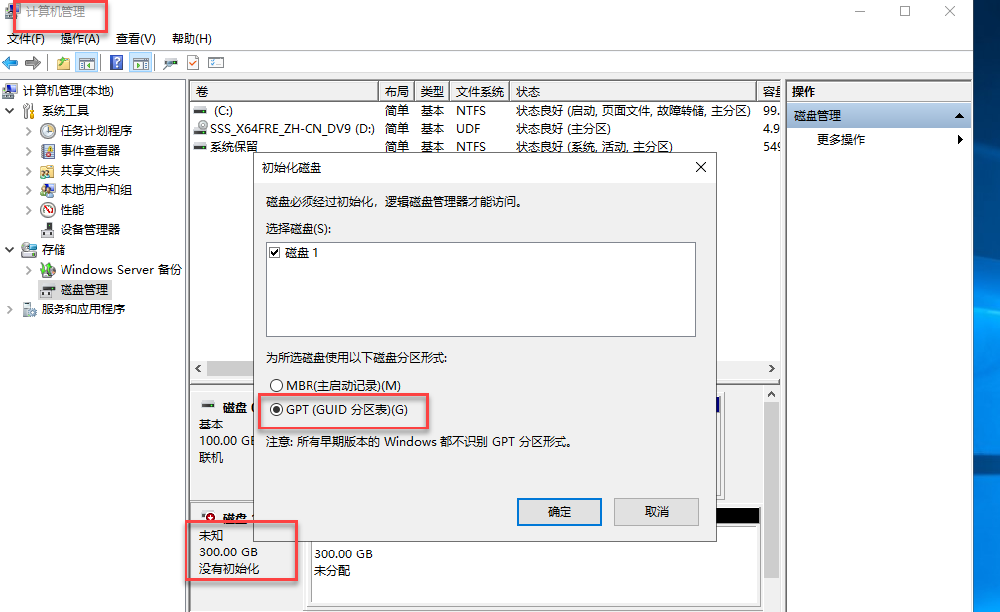 计算机管理
文件(F) 操作(A) 查看(V) 帮助(H)
计算机管理(本地)
系统工具
任务计划程序
事件查看器
共享文件夹
本地用户和组
性能
设备管理器
存储
Windows Server 备份
磁盘管理
服务和应用程序
卷 布局 类型 文件系统 状态
(C:) 简单 基本 NTFS 状态良好 (启动, 页面文件, 故障转储, 主分区) 99.
SSS_X64FRE_ZH-CN_DV9 (D:) 简单 基本 UDF 状态良好 (主分区) 4.9
系统保留 简单 基本 NTFS 状态良好 (系统, 活动, 主分区) 549
操作
磁盘管理
更多操作
初始化磁盘
磁盘必须经过初始化，逻辑磁盘管理器才能访问。
选择磁盘(S):
磁盘 1
为所选磁盘使用以下磁盘分区形式:
MBR(主启动记录)(M)
GPT (GUID 分区表)(G)
注意: 所有早期版本的 Windows 都不识别 GPT 分区形式。
确定 取消
磁盘
基本
100.00 GB
联机
磁盘
未知
300.00 GB
没有初始化
300.00 GB
未分配